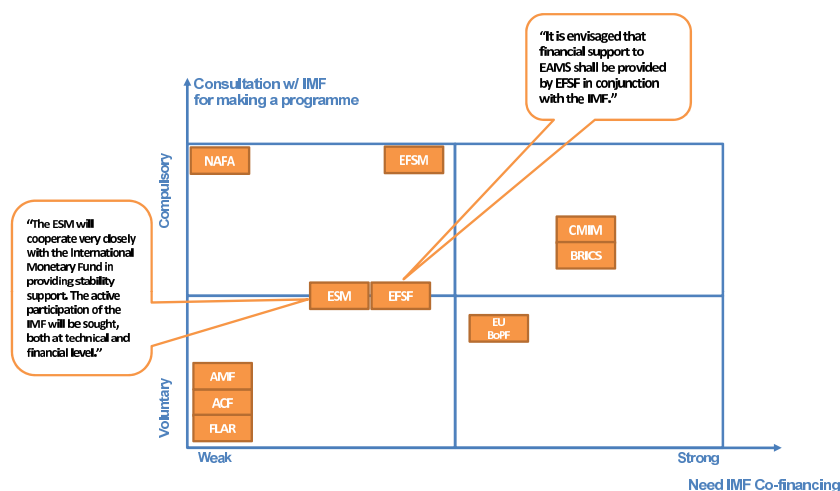 “It is envisaged that
financial support to
EAMS shall be provided
by EFSF in conjunction
with the IMF.”
Consultation w/ IMF
for making a programme
Compulsory
NAFA
EFSM
CMIM
BRICS
“The ESM will
cooperate very closely
with the International
Monetary Fund in
providing stability
support. The active
participation of the
IMF will be sought,
both at technical and
financial level.”
ESM
EFSF
EU
BoPF
Voluntary
AMF
ACF
FLAR
Weak
Strong
Need IMF Co-financing